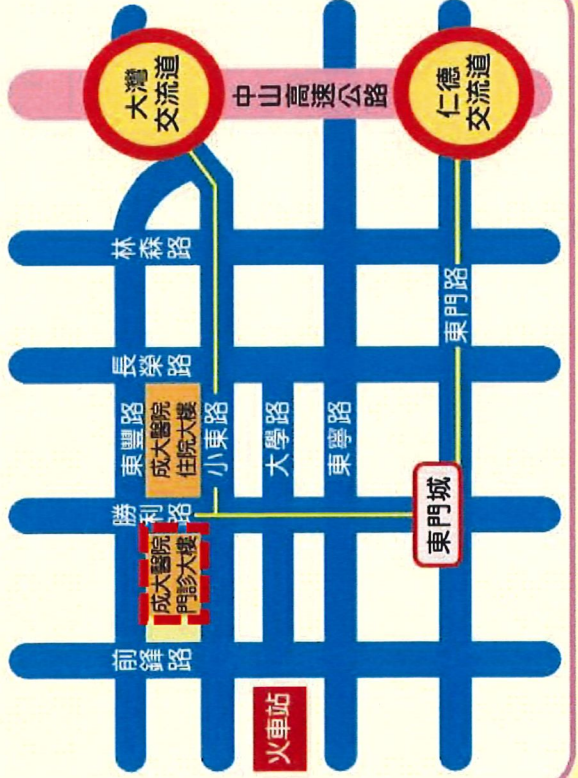 大灣
交流道
中山高速公路
仁德
交流道
林森路
東門路
長榮路
東豐路
成大醫院
住院大樓
小東路
大學路
東寧路
勝利路
東門城
成大醫院
門診大樓
前鋒路
火車站